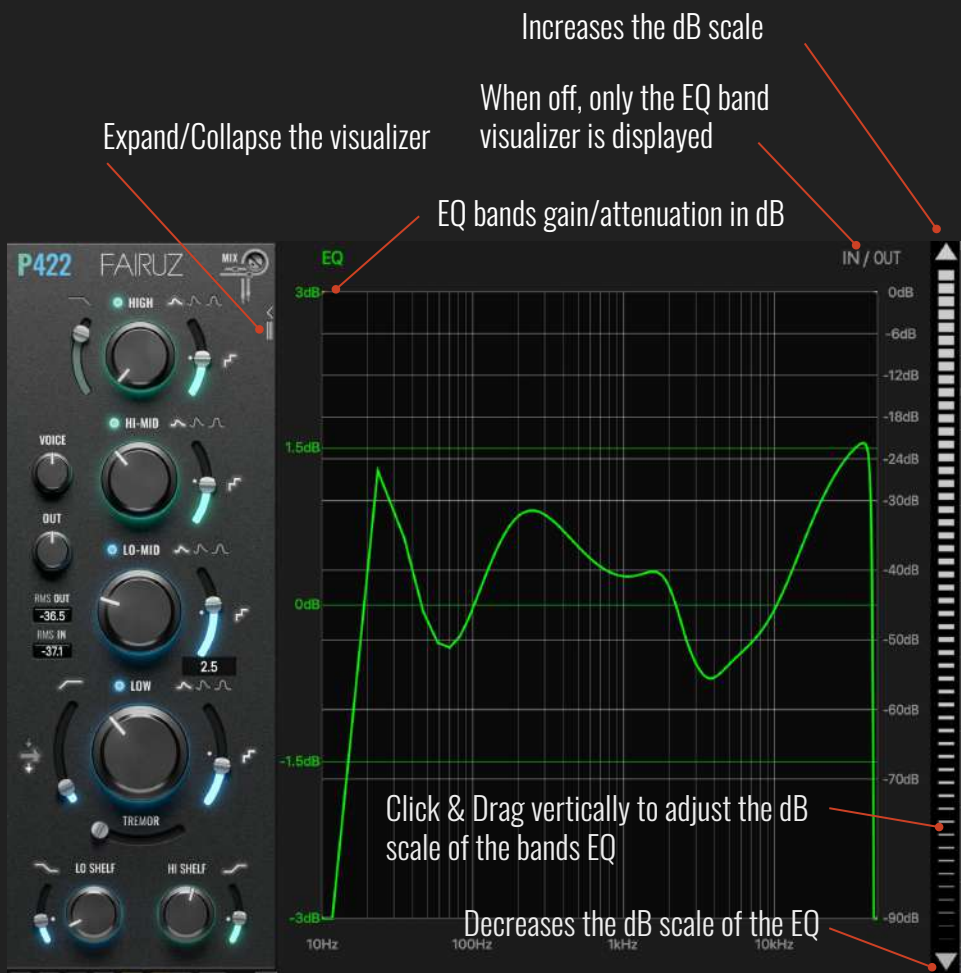 Increases the dB scale
When off, only the EQ band
visualizer is displayed
Expand/Collapse the visualizer
EQ bands gain/attenuation in dB
P422 FAIRUZ MIX
EQ
IN / OUT
HIGH
HI-MID
VOICE
OUT
LO-MID
RMS OUT
-36.5
RMS IN
-37.1
2.5
LOW
TREMOR
LO SHELF
HI SHELF
3dB
1.5dB
0dB
-1.5dB
-3dB
0dB
-6dB
-12dB
-18dB
-24dB
-30dB
-40dB
-50dB
-60dB
-70dB
-90dB
Click & Drag vertically to adjust the dB
scale of the bands EQ
Decreases the dB scale of the EQ
10Hz 100Hz 1kHz 10kHz